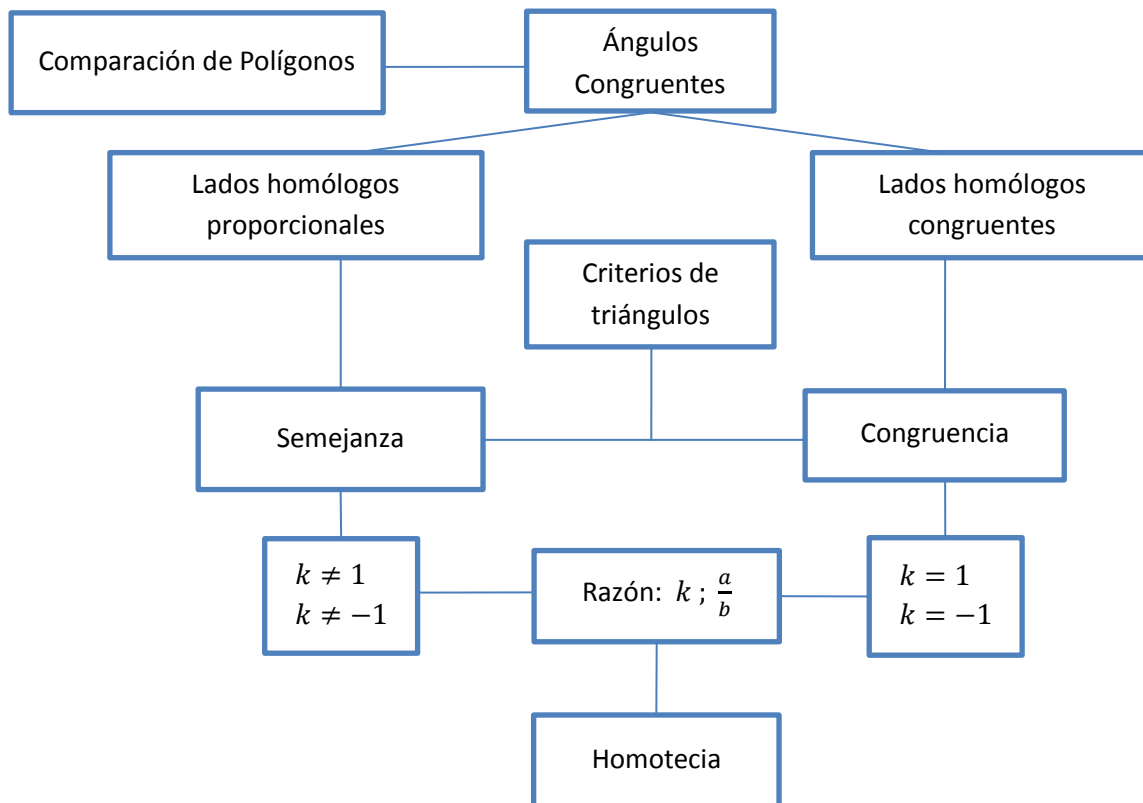 Comparación de Polígonos
Ángulos
Congruentes
Lados homólogos
proporcionales
Lados homólogos
congruentes
Criterios de
triángulos
Semejanza
Congruencia
k ≠ 1
k ≠ −1
Razón: k ; a/b
k = 1
k = −1
Homotecia